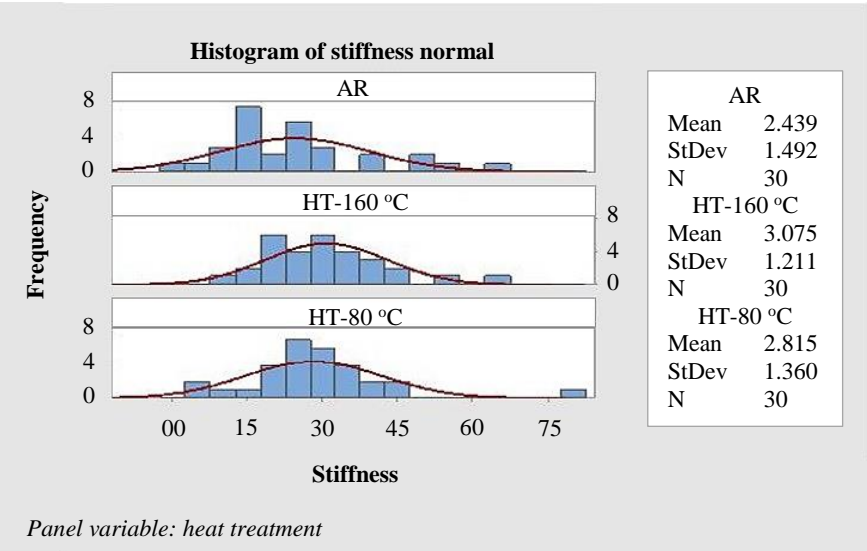 Histogram of stiffness normal
AR
8
4
0
HT-160 °C
8
4
0
HT-80 °C
8
4
0
00 15 30 45 60 75
Frequency
Stiffness
AR
Mean 2.439
StDev 1.492
N 30
HT-160 °C
Mean 3.075
StDev 1.211
N 30
HT-80 °C
Mean 2.815
StDev 1.360
N 30
Panel variable: heat treatment